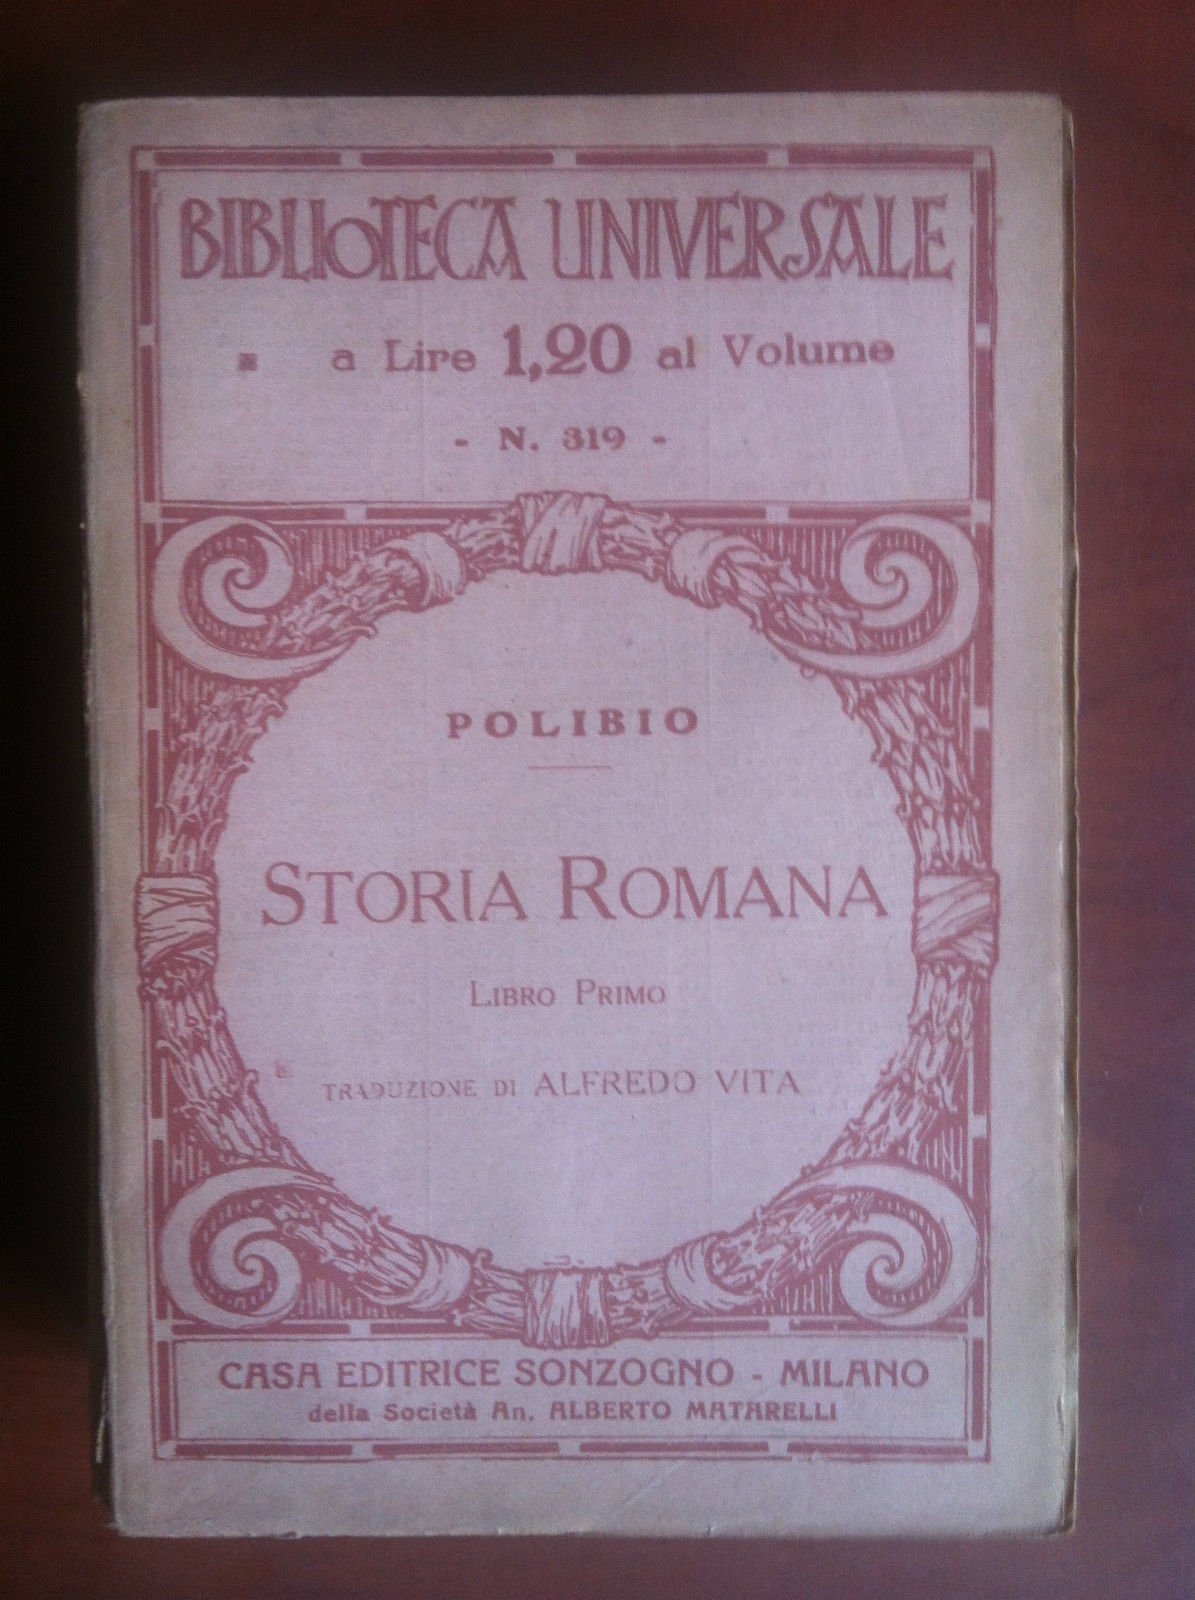 BIBLIOTECA UNIVERSALE
a Lire 1,20 al Volume
- N. 319 -
POLIBIO
STORIA ROMANA
LIBRO PRIMO
TRADUZIONE DI ALFREDO VITA
CASA EDITRICE SONZOGNO - MILANO
della Società An. ALBERTO MATARELLI